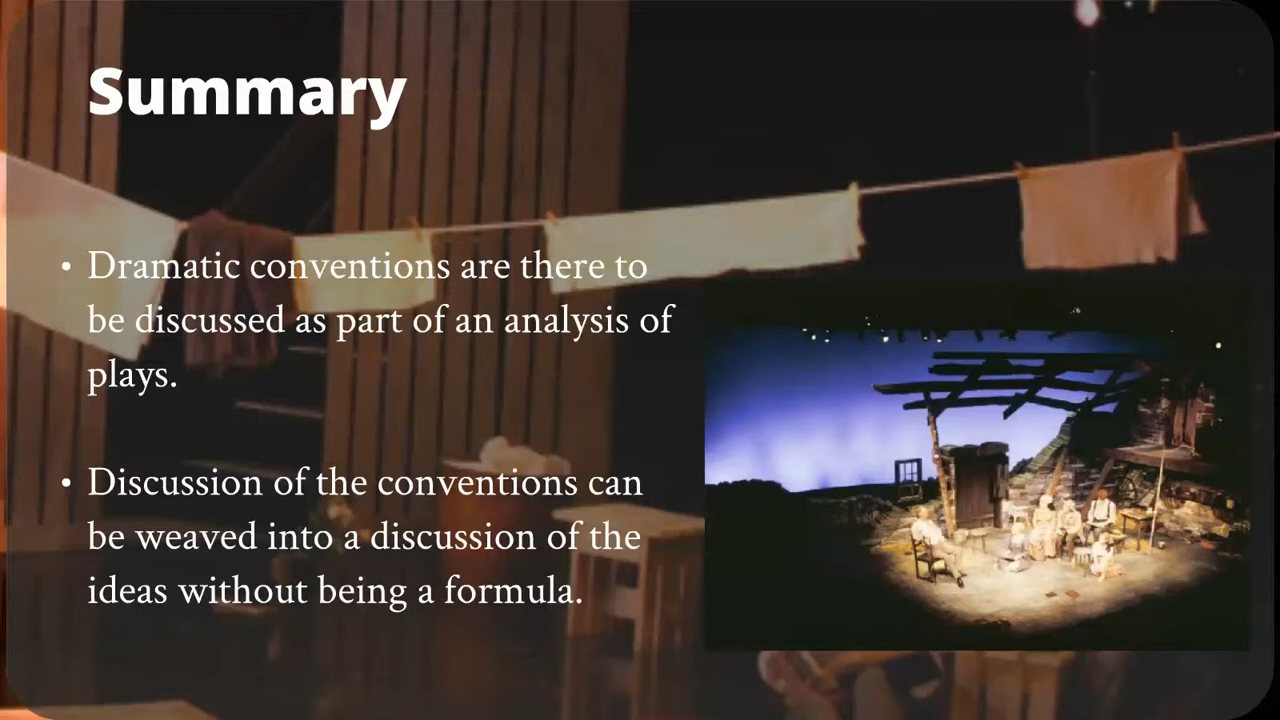 Summary
• Dramatic conventions are there to
be discussed as part of an analysis of
plays.
• Discussion of the conventions can
be weaved into a discussion of the
ideas without being a formula.